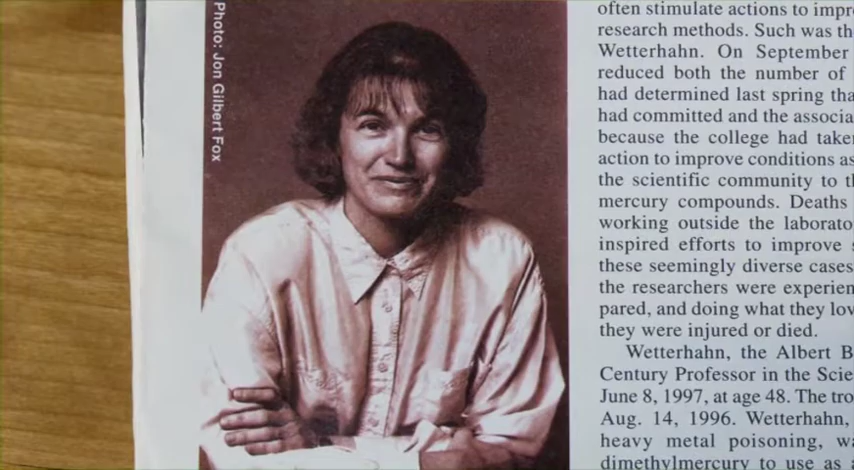 Photo: Jon Gilbert Fox
often stimulate actions to impr
research methods. Such was th
Wetterhahn. On September
reduced both the number of
had determined last spring tha
had committed and the associa
because the college had take
action to improve conditions as
the scientific community to t
mercury compounds. Deaths
working outside the laborato
inspired efforts to improve
these seemingly diverse cases
the researchers were experien
pared, and doing what they lov
they were injured or died.
Wetterhahn, the Albert B
Century Professor in the Scie
June 8, 1997, at age 48. The tro
Aug. 14, 1996. Wetterhahn,
heavy metal poisoning, wa
dimethylmercury to use as